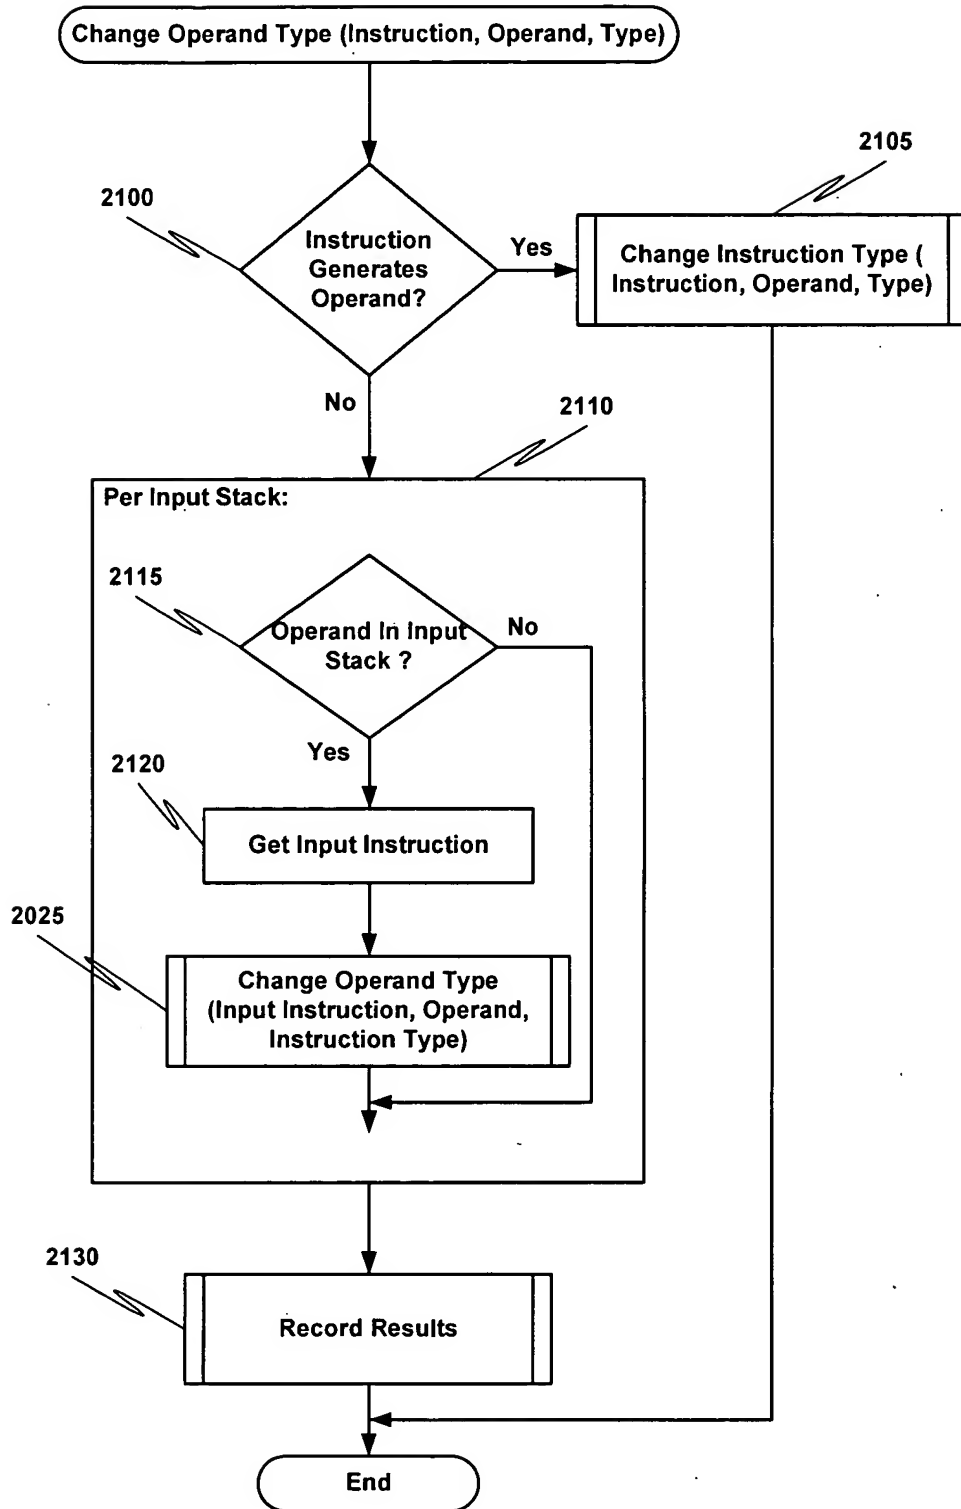 Change Operand Type (Instruction, Operand, Type)
2105
2100
Instruction
Generates
Operand?
Yes
Change Instruction Type (
Instruction, Operand, Type)
No
2110
Per Input Stack:
2115
Operand In Input
Stack ?
No
Yes
2120
Get Input Instruction
2025
Change Operand Type
(Input Instruction, Operand,
Instruction Type)
2130
Record Results
End